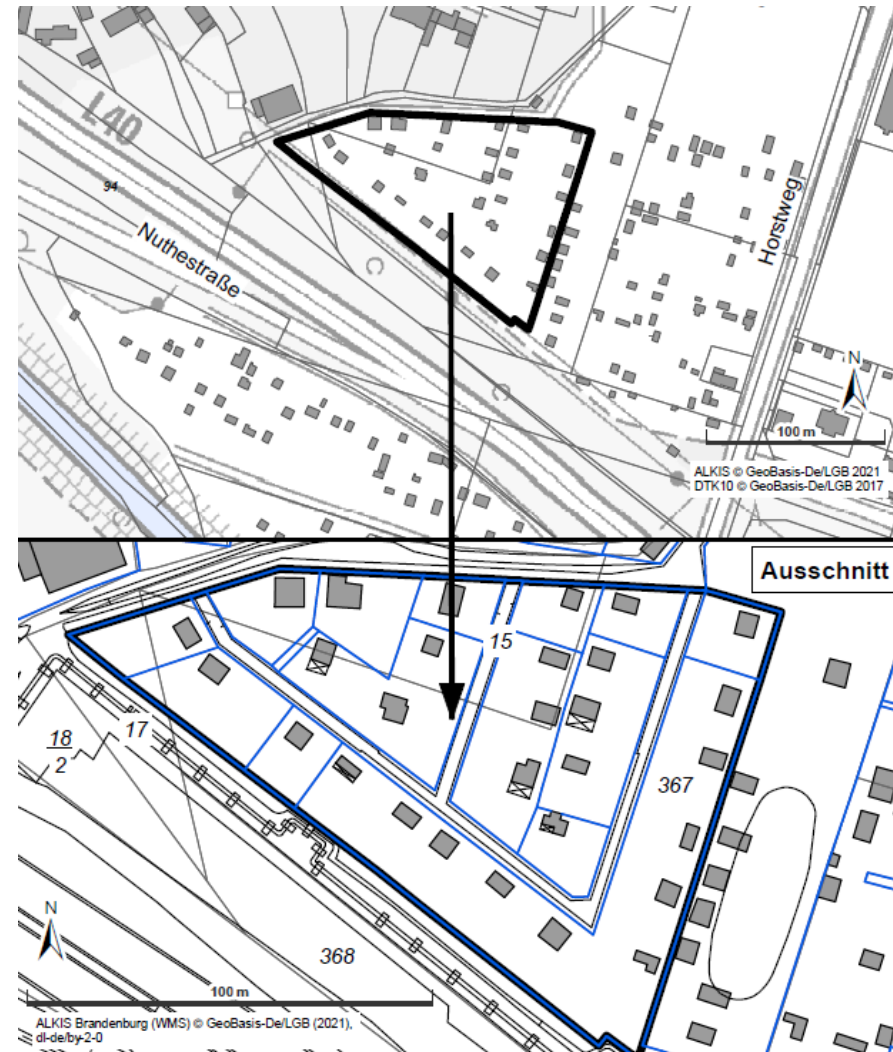 L40
94
Nuthestraße
Horstweg
N
100 m
ALKIS © GeoBasis-De/LGB 2021
DTK10 © GeoBasis-De/LGB 2017
Ausschnitt
15
17
18
2
367
368
N
100 m
ALKIS Brandenburg (WMS) © GeoBasis-De/LGB (2021),
dl-de/by-2-0